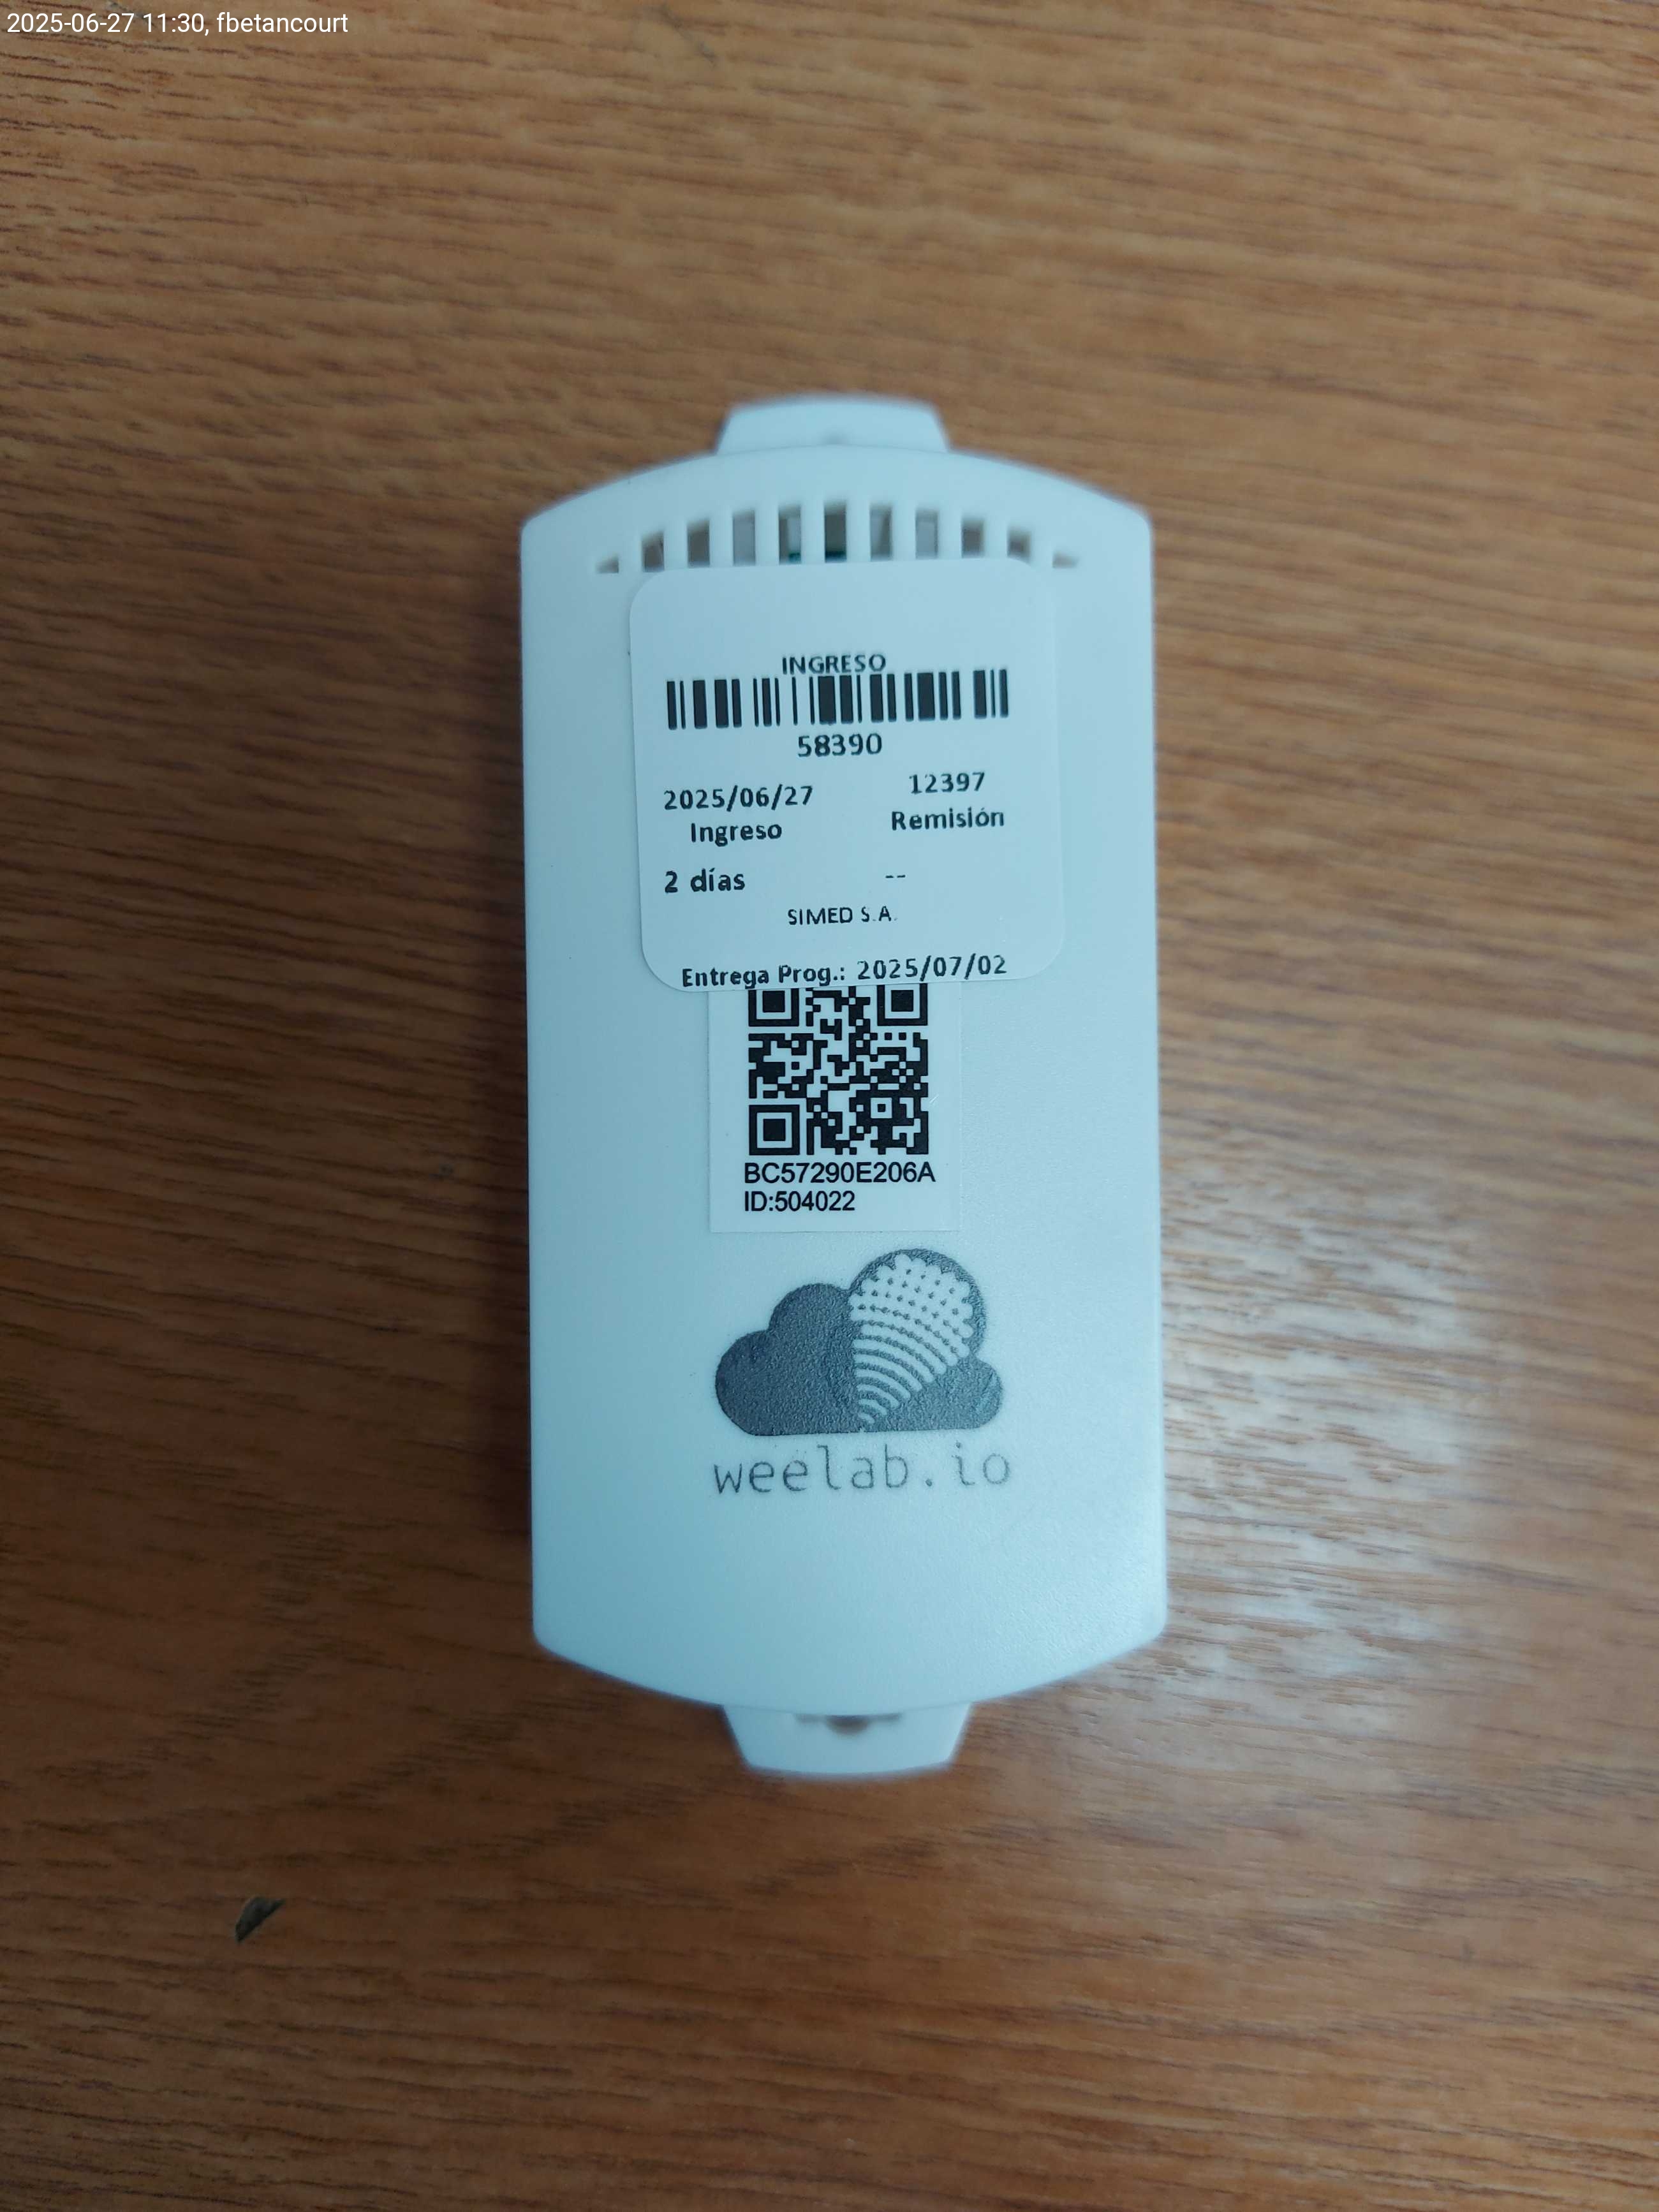 2025-06-27 11:30, fbetancourt
INGRESO
58390
2025/06/27
Ingreso
12397
Remisión
2 días
--
SIMED S.A.
Entrega Prog.: 2025/07/02
BC57290E206A
ID:504022
weelab.io